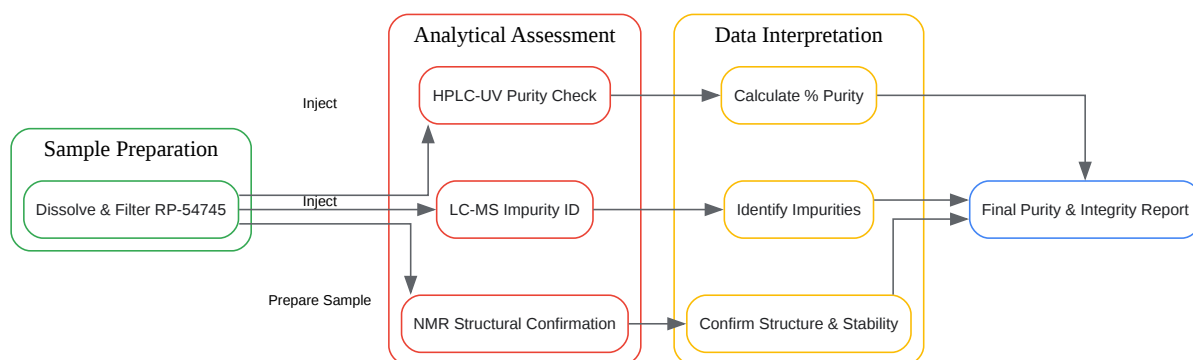 Analytical Assessment
Data Interpretation
HPLC-UV Purity Check
Calculate % Purity
Inject
Sample Preparation
Dissolve & Filter RP-54745
Inject
LC-MS Impurity ID
Identify Impurities
Final Purity & Integrity Report
Prepare Sample
NMR Structural Confirmation
Confirm Structure & Stability